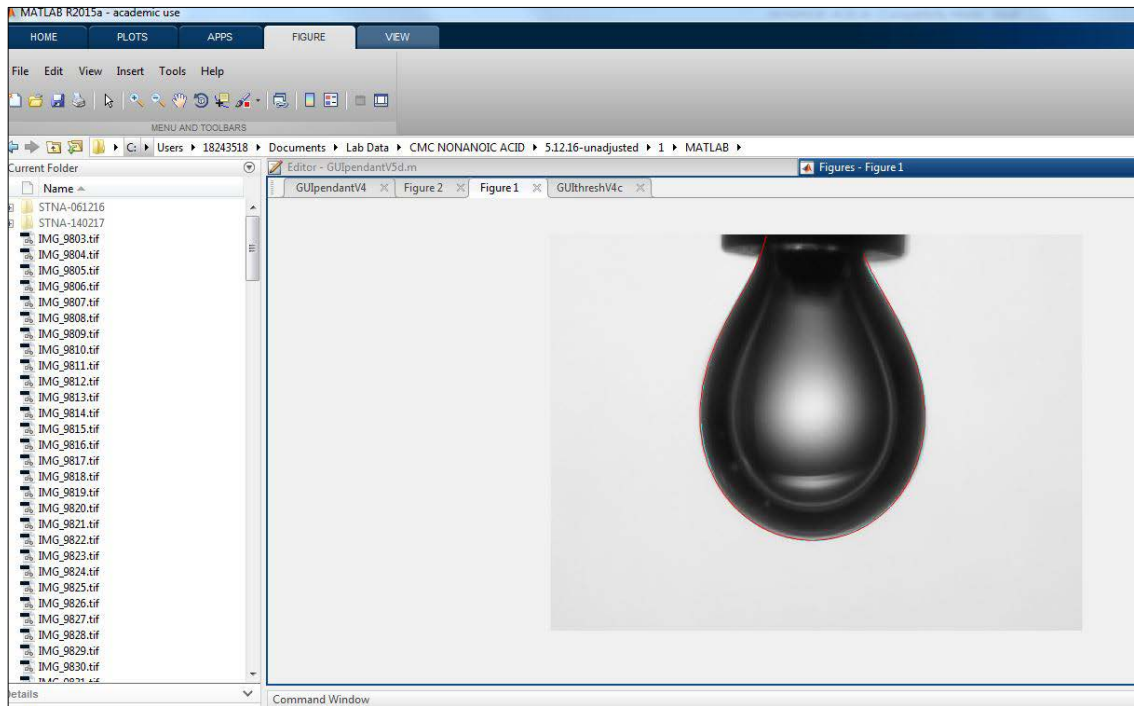 MATLAB R2015a - academic use
HOME PLOTS APPS FIGURE VIEW
File Edit View Insert Tools Help
MENU AND TOOLBARS
C: Users 18243518 Documents Lab Data CMC NONANOIC ACID 5.12.16-unadjusted 1 MATLAB
Current Folder
Editor - GUIpendantV5d.m
Figures - Figure 1
Name
GUIpendantV4 Figure 2 Figure 1 GUIthreshV4c
STNA-061216
STNA-140217
IMG_9803.tif
IMG_9804.tif
IMG_9805.tif
IMG_9806.tif
IMG_9807.tif
IMG_9808.tif
IMG_9809.tif
IMG_9810.tif
IMG_9811.tif
IMG_9812.tif
IMG_9813.tif
IMG_9814.tif
IMG_9815.tif
IMG_9816.tif
IMG_9817.tif
IMG_9818.tif
IMG_9819.tif
IMG_9820.tif
IMG_9821.tif
IMG_9822.tif
IMG_9823.tif
IMG_9824.tif
IMG_9825.tif
IMG_9826.tif
IMG_9827.tif
IMG_9828.tif
IMG_9829.tif
IMG_9830.tif
Details
Command Window